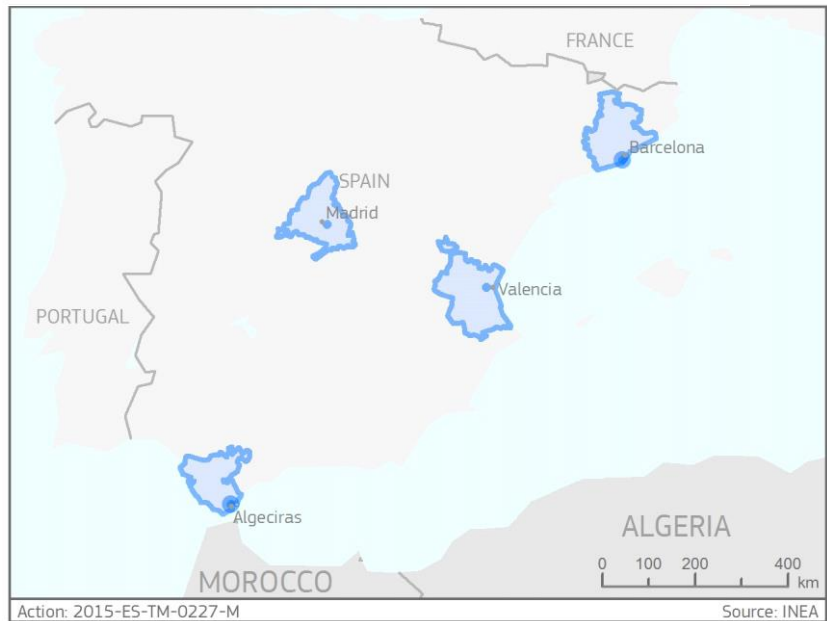 FRANCE
Barcelona
SPAIN
Madrid
Valencia
PORTUGAL
Algeciras
ALGERIA
MOROCCO
0 100 200 400
km
Action: 2015-ES-TM-0227-M
Source: INEA